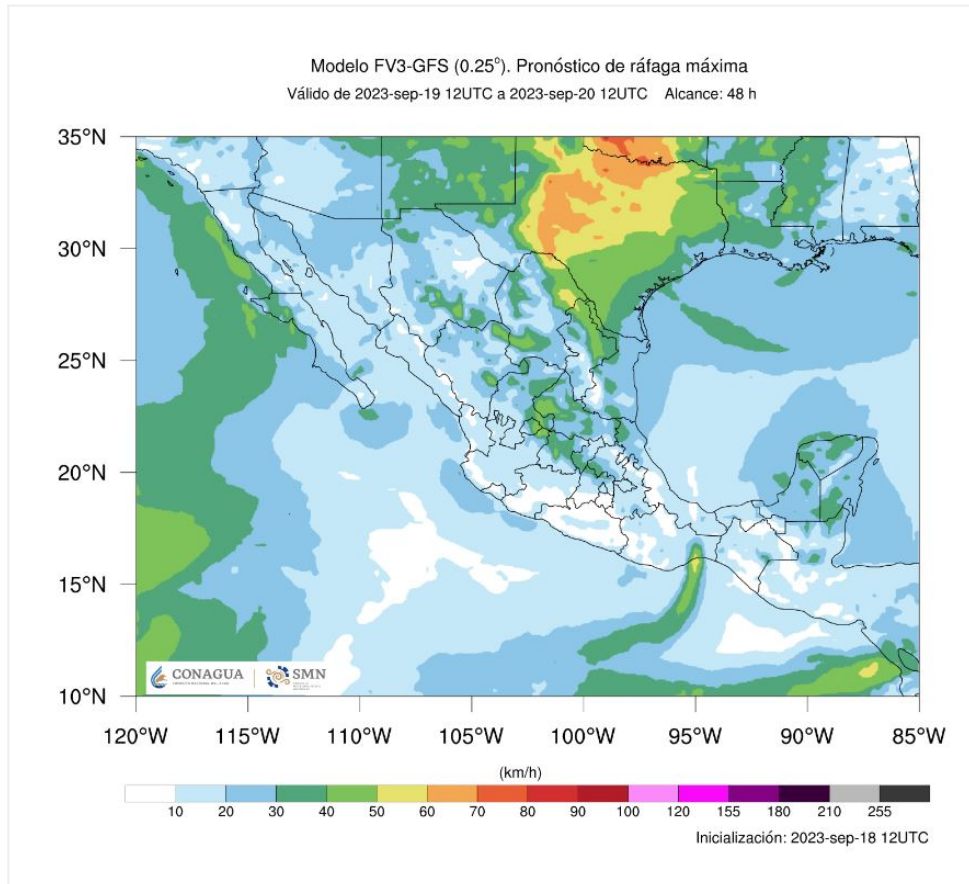 Modelo FV3-GFS (0.25°). Pronóstico de ráfaga máxima
Válido de 2023-sep-19 12UTC a 2023-sep-20 12UTC Alcance: 48 h
35°N
30°N
25°N
20°N
15°N
10°N
CONAGUA SMN
120°W 115°W 110°W 105°W 100°W 95°W 90°W 85°W
(km/h)
10 20 30 40 50 60 70 80 90 100 120 155 180 210 255
Inicialización: 2023-sep-18 12UTC